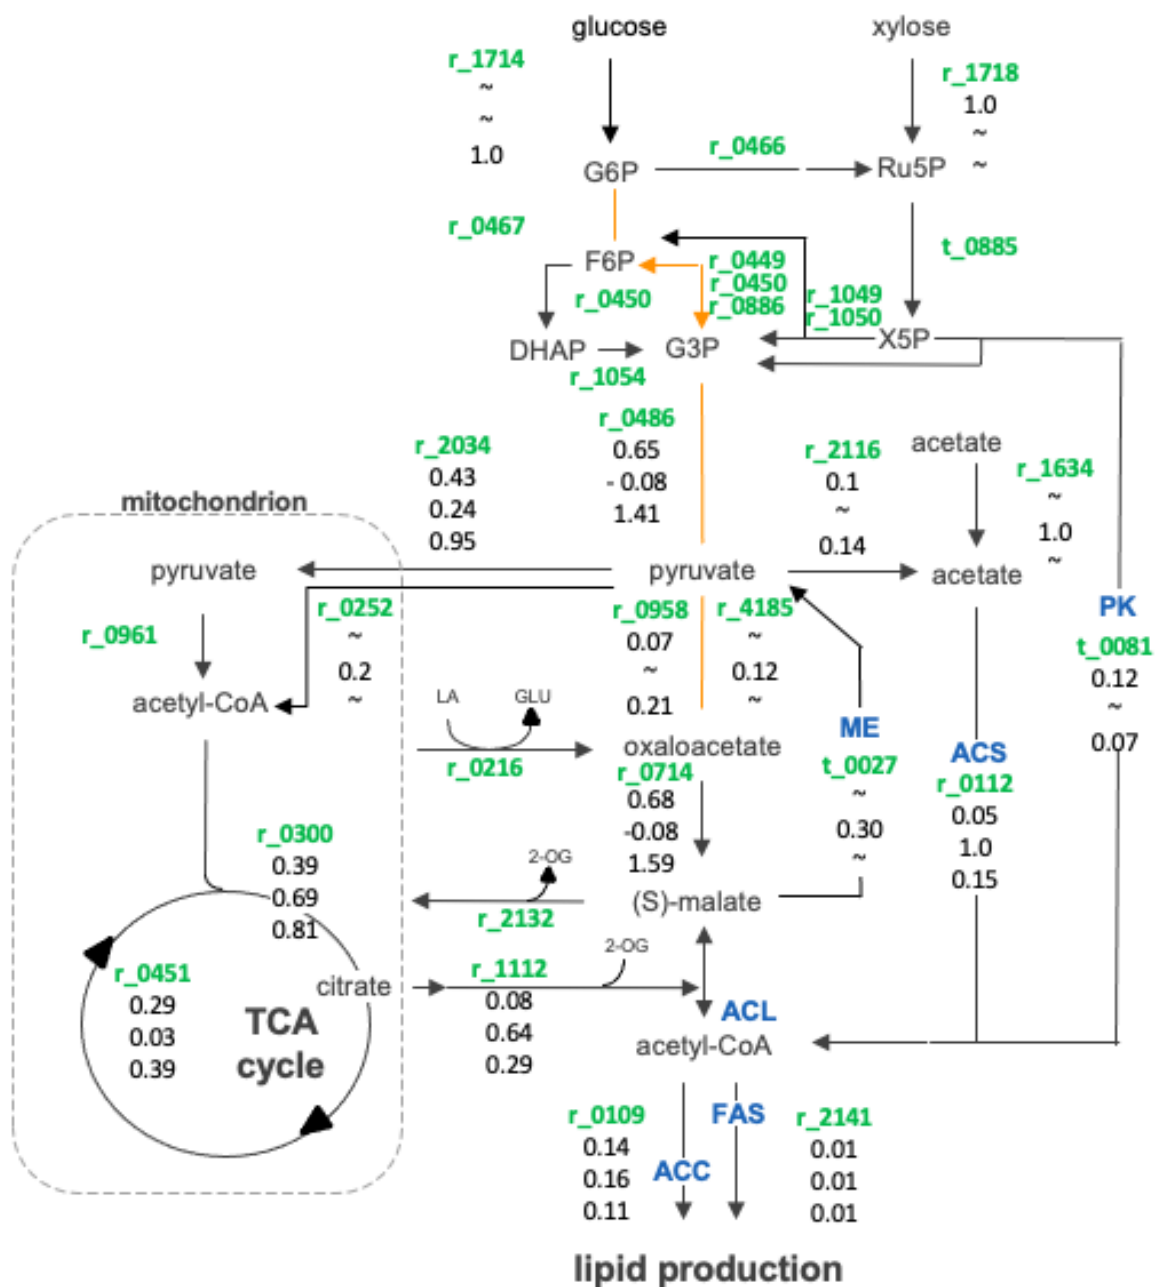 glucose
xylose
r_1714
~
~
1.0
r_1718
1.0
~
~
r_0466
G6P
Ru5P
r_0467
t_0885
F6P
r_0449
r_0450
r_0886
r_0450
r_1049
r_1050
DHAP
G3P
X5P
r_1054
r_0486
0.65
- 0.08
1.41
r_2034
0.43
0.24
0.95
r_2116
0.1
~
0.14
acetate
r_1634
~
1.0
~
mitochondrion
pyruvate
pyruvate
acetate
r_0961
r_0252
~
0.2
~
r_0958
0.07
~
0.21
r_4185
~
0.12
~
PK
t_0081
0.12
~
0.07
acetyl-CoA
LA
GLU
r_0216
oxaloacetate
ME
t_0027
~
0.30
~
ACS
r_0112
0.05
1.0
0.15
r_0714
0.68
-0.08
1.59
r_0300
0.39
0.69
0.81
2-OG
r_2132
(S)-malate
2-OG
r_0451
0.29
0.03
0.39
TCA
cycle
citrate
r_1112
0.08
0.64
0.29
ACL
acetyl-CoA
r_0109
0.14
0.16
0.11
ACC
FAS
r_2141
0.01
0.01
0.01
lipid production